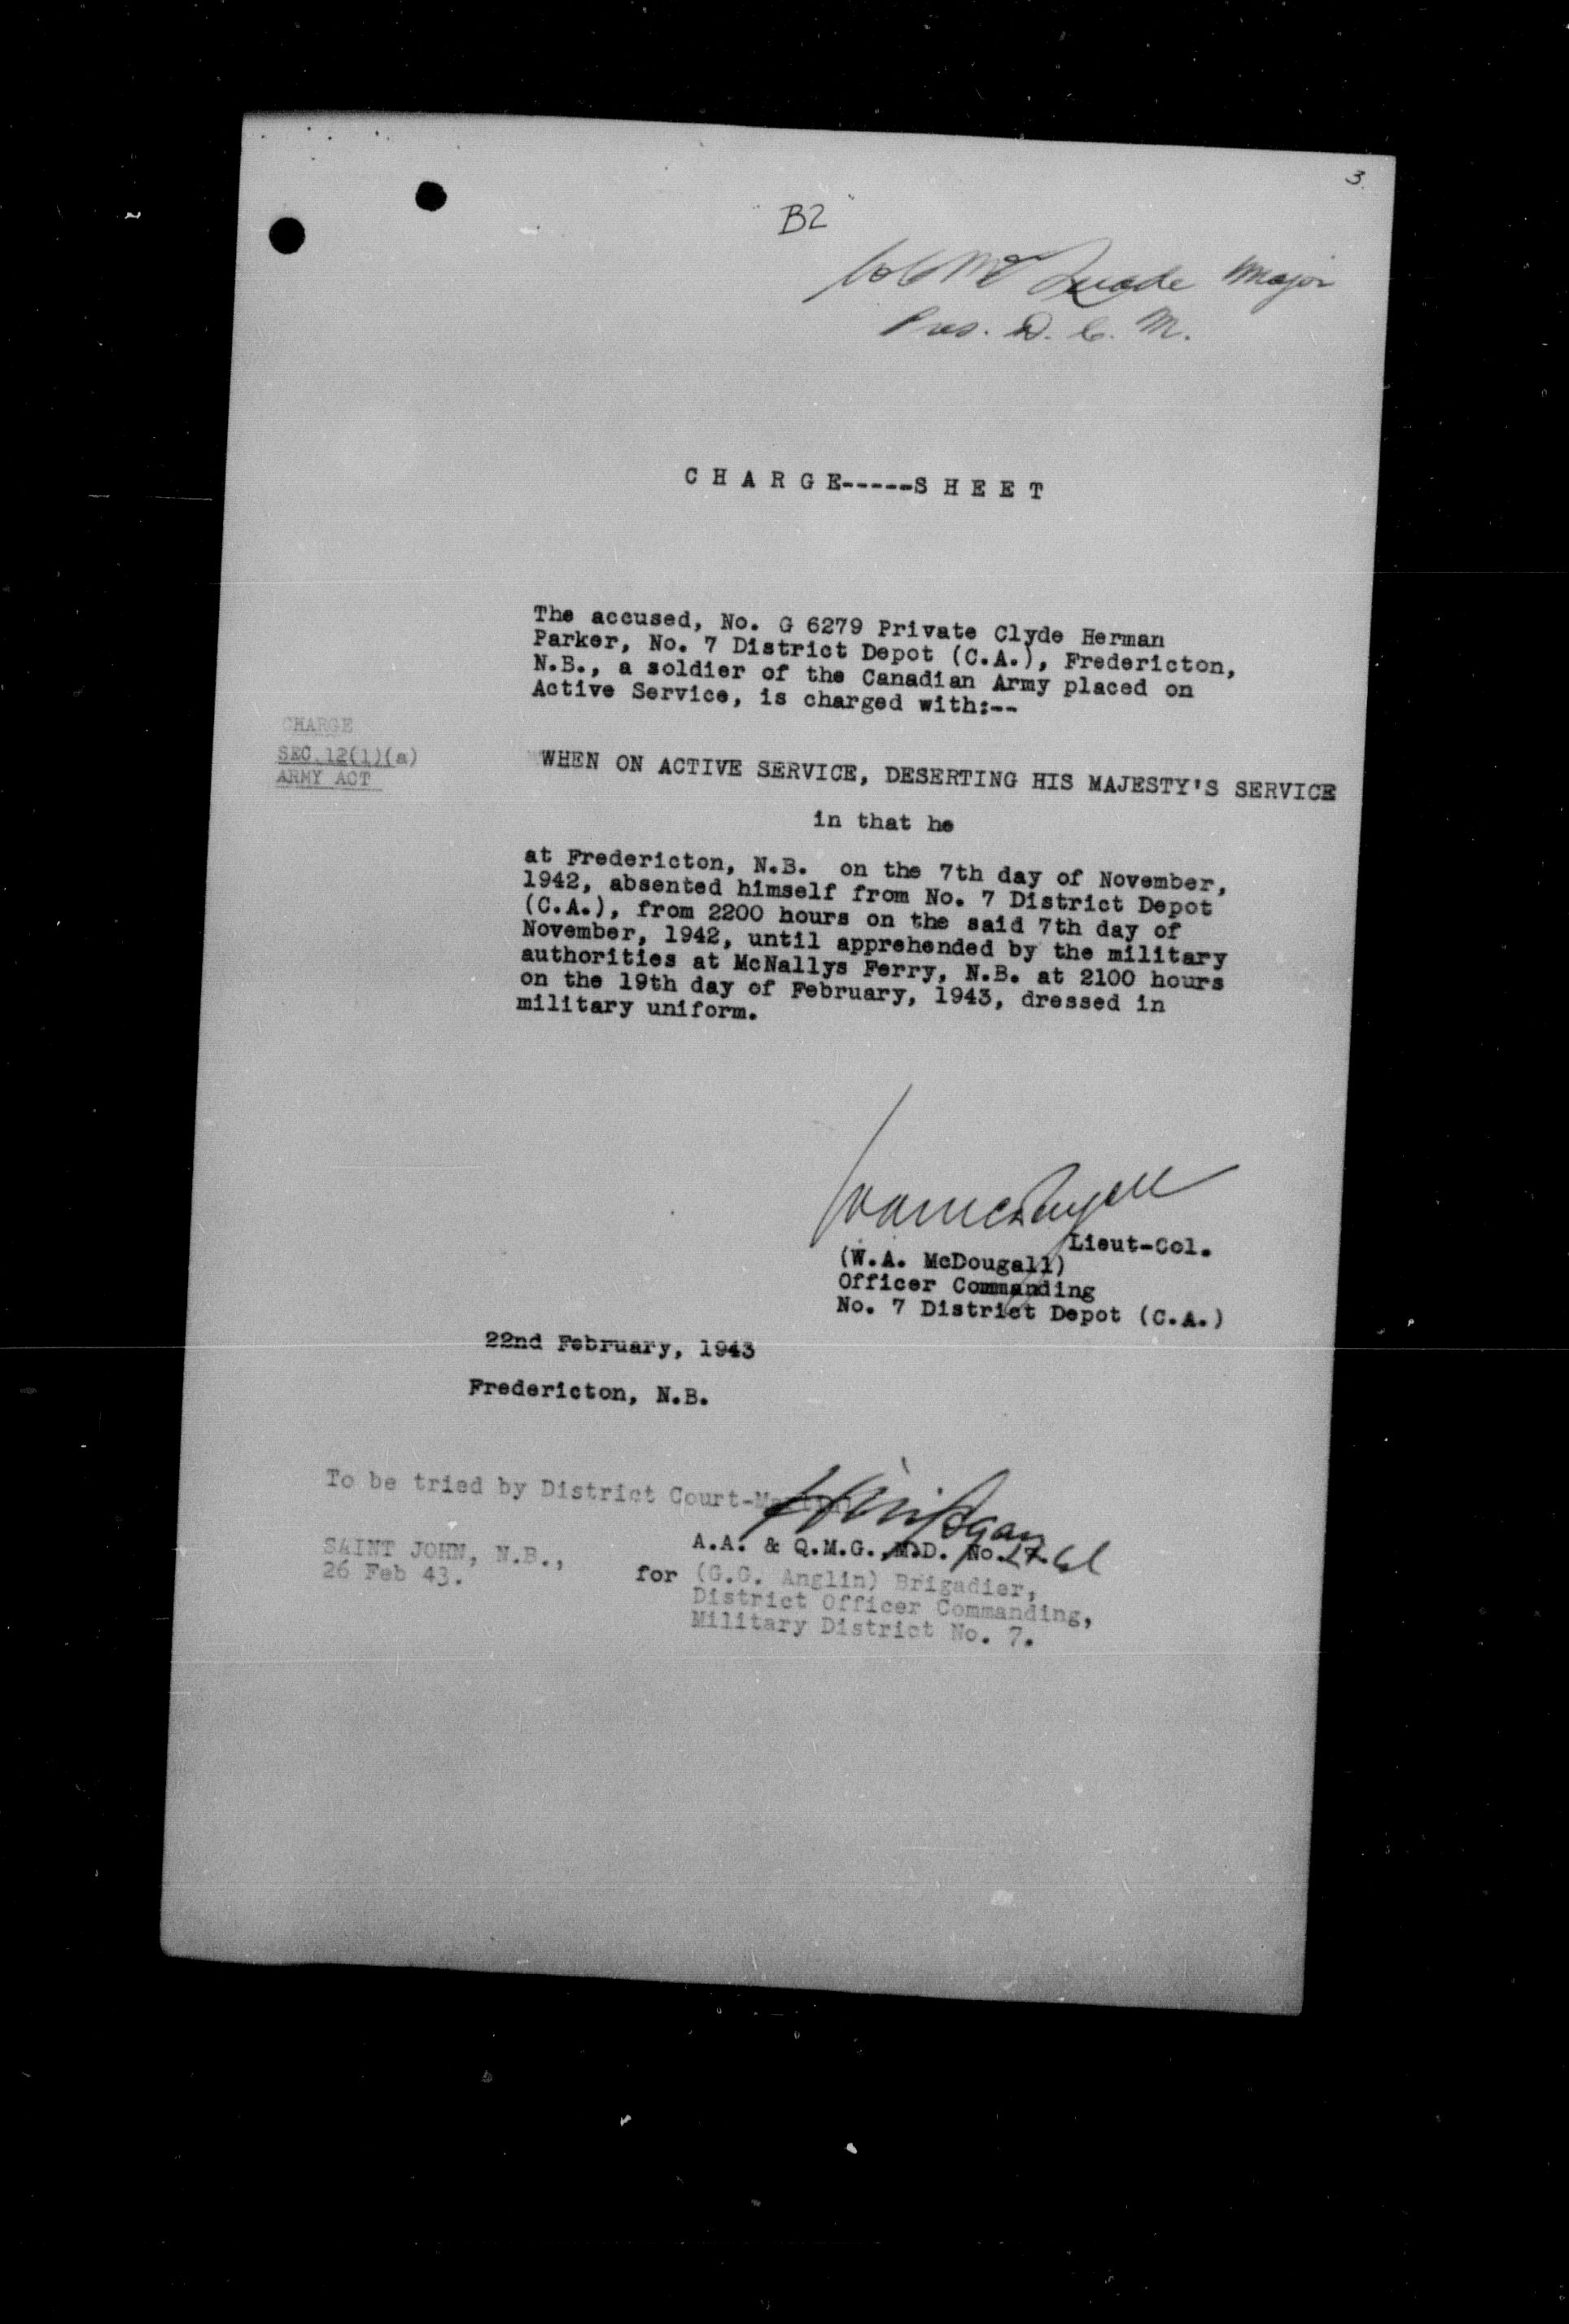 3.
B2
Major
Pres. D. C. M.
C H A R G E-----S H E E T
The accused, No. G 6279 Private Clyde Herman
Parker, No. 7 District Depot (C.A.), Fredericton,
N.B., a soldier of the Canadian Army placed on
Active Service, is charged with:--
CHARGE
SEC.12(1)(a)
ARMY ACT
WHEN ON ACTIVE SERVICE, DESERTING HIS MAJESTY'S SERVICE
in that he
at Fredericton, N.B. on the 7th day of November,
1942, absented himself from No. 7 District Depot
(C.A.), from 2200 hours on the said 7th day of
November, 1942, until apprehended by the military
authorities at McNallys Ferry, N.B. at 2100 hours
on the 19th day of February, 1943, dressed in
military uniform.
Lieut-Col.
(W.A. McDougall)
Officer Commanding
No. 7 District Depot (C.A.)
22nd February, 1943
Fredericton, N.B.
To be tried by District Court-Martial
A.A. & Q.M.G., M.D. No. 7.
SAINT JOHN, N.B.,
26 Feb 43.
for (G.G. Anglin) Brigadier,
District Officer Commanding,
Military District No. 7.